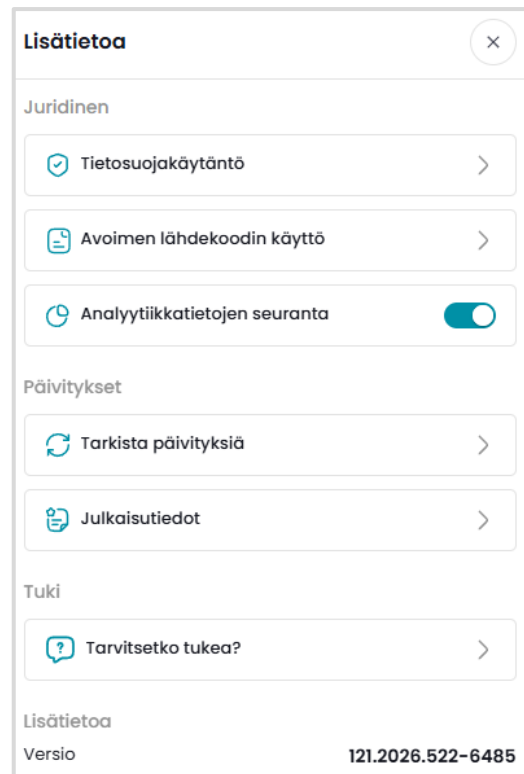 Lisätietoa
Juridinen
Tietosuojakäytäntö
Avoimen lähdekoodin käyttö
Analyytiikkatietojen seuranta
Päivitykset
Tarkista päivityksiä
Julkaisutiedot
Tuki
Tarvitsetko tukea?
Lisätietoa
Versio 121.2026.522-6485